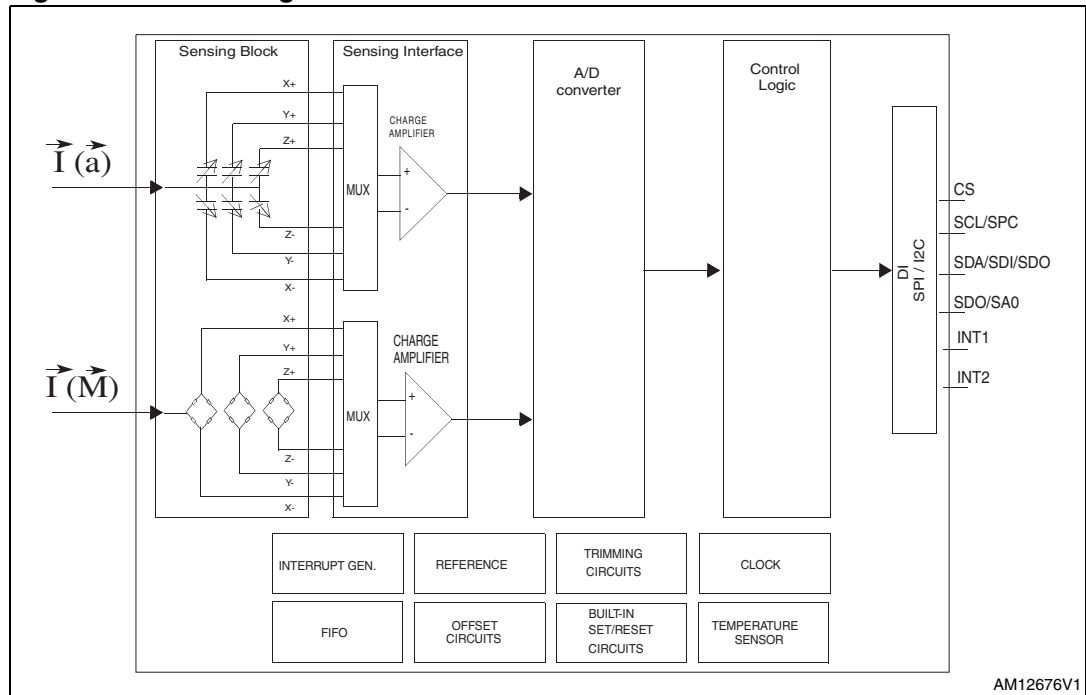 Sensing Block
Sensing Interface
A/D
converter
Control
Logic
X+
Y+
Z+
Z-
Y-
X-
I (a)
MUX
CHARGE
AMPLIFIER
+
-
X+
Y+
Z+
Z-
Y-
X-
I (M)
MUX
CHARGE
AMPLIFIER
+
-
DI
SPI / I2C
CS
SCL/SPC
SDA/SDI/SDO
SDO/SA0
INT1
INT2
INTERRUPT GEN.
REFERENCE
TRIMMING
CIRCUITS
CLOCK
FIFO
OFFSET
CIRCUITS
BUILT-IN
SET/RESET
CIRCUITS
TEMPERATURE
SENSOR
AM12676V1